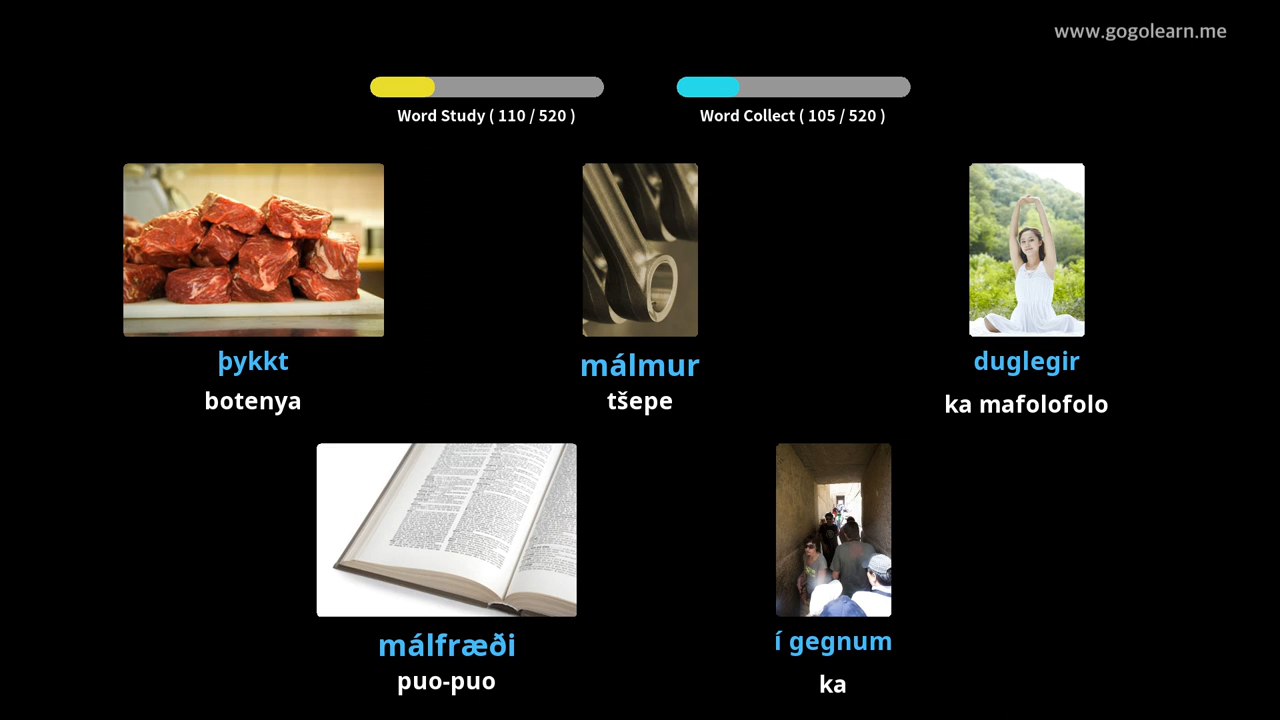 www.gogolearn.me
Word Study ( 110 / 520 )
Word Collect ( 105 / 520 )
þykkt
botenya
málmur
tšepe
duglegir
ka mafolofolo
málfræði
puo-puo
í gegnum
ka